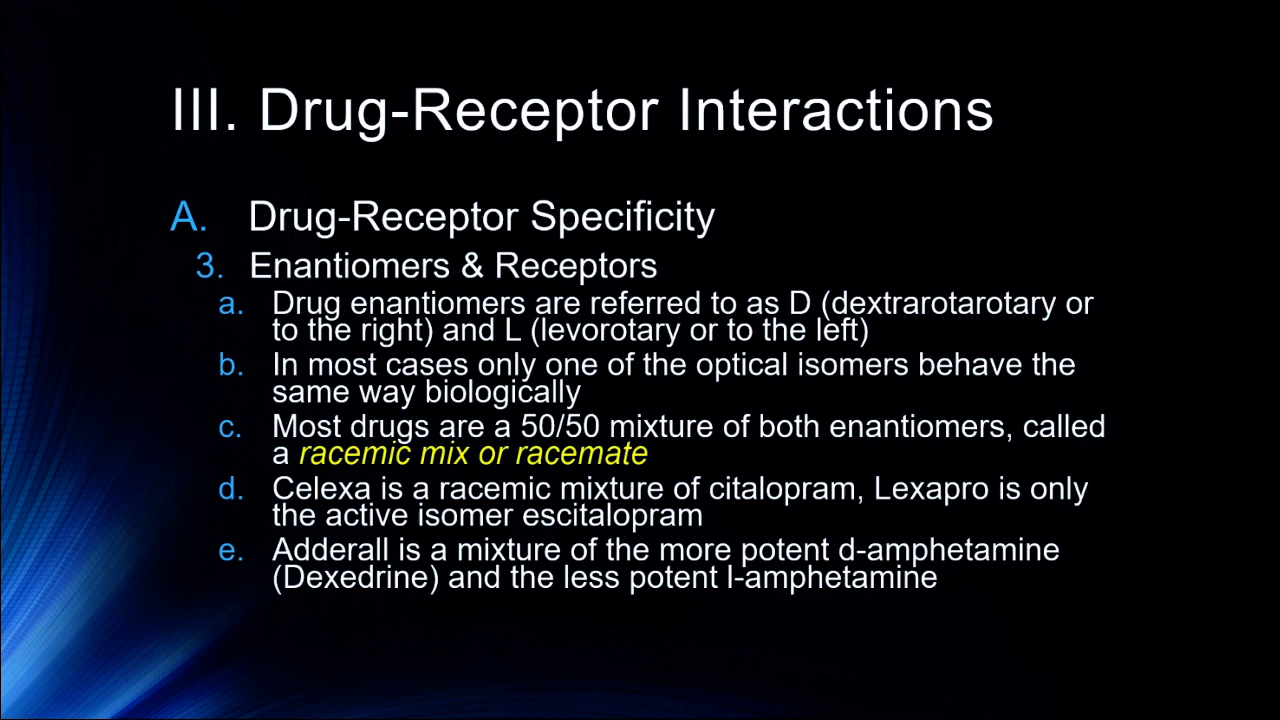 III. Drug-Receptor Interactions
A. Drug-Receptor Specificity
3. Enantiomers & Receptors
a. Drug enantiomers are referred to as D (dextrarotarotary or
to the right) and L (levorotary or to the left)
b. In most cases only one of the optical isomers behave the
same way biologically
c. Most drugs are a 50/50 mixture of both enantiomers, called
a racemic mix or racemate
d. Celexa is a racemic mixture of citalopram, Lexapro is only
the active isomer escitalopram
e. Adderall is a mixture of the more potent d-amphetamine
(Dexedrine) and the less potent l-amphetamine